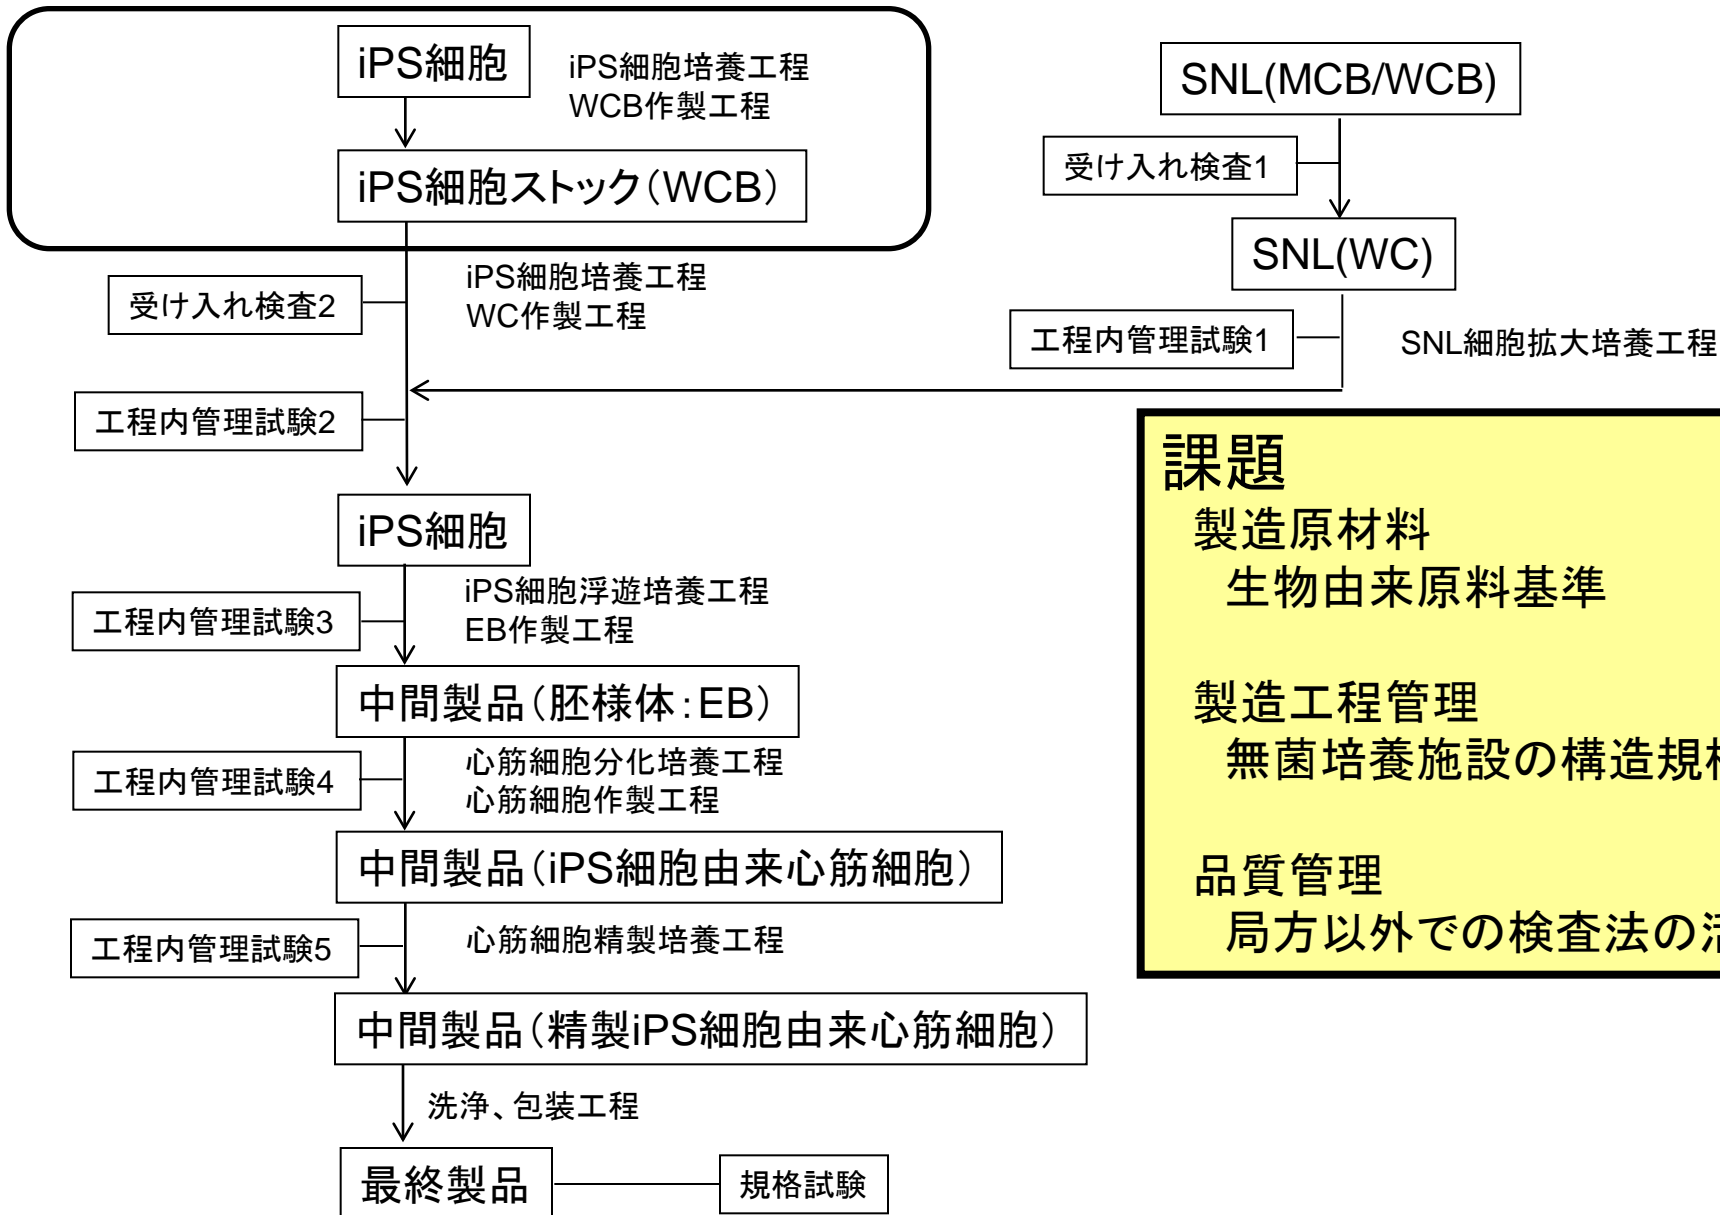 iPS細胞
iPS細胞培養工程
WCB作製工程
iPS細胞ストック(WCB)
SNL(MCB/WCB)
受け入れ検査1
SNL(WC)
受け入れ検査2
iPS細胞培養工程
WC作製工程
工程内管理試験1
SNL細胞拡大培養工程
工程内管理試験2
iPS細胞
工程内管理試験3
iPS細胞浮遊培養工程
EB作製工程
中間製品(胚様体:EB)
工程内管理試験4
心筋細胞分化培養工程
心筋細胞作製工程
中間製品(iPS細胞由来心筋細胞)
工程内管理試験5
心筋細胞精製培養工程
中間製品(精製iPS細胞由来心筋細胞)
洗浄、包装工程
最終製品
規格試験
課題
製造原材料
生物由来原料基準
製造工程管理
無菌培養施設の構造規
品質管理
局方以外での検査法の